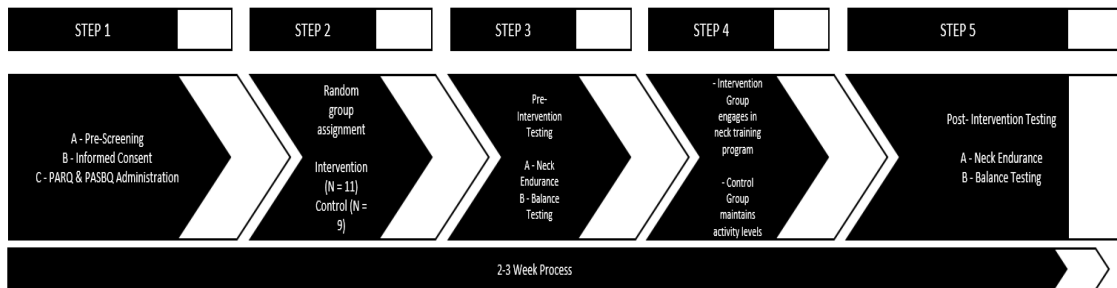 STEP 1
STEP 2
STEP 3
STEP 4
STEP 5
A - Pre-Screening
B - Informed Consent
C - PARQ & PASBQ Administration
Random
group
assignment
Intervention
(N = 11)
Control (N =
9)
Pre-
Intervention
Testing
A - Neck
Endurance
B - Balance
Testing
- Intervention
Group
engages in
neck training
program
- Control
Group
maintains
activity levels
Post- Intervention Testing
A - Neck Endurance
B - Balance Testing
2-3 Week Process